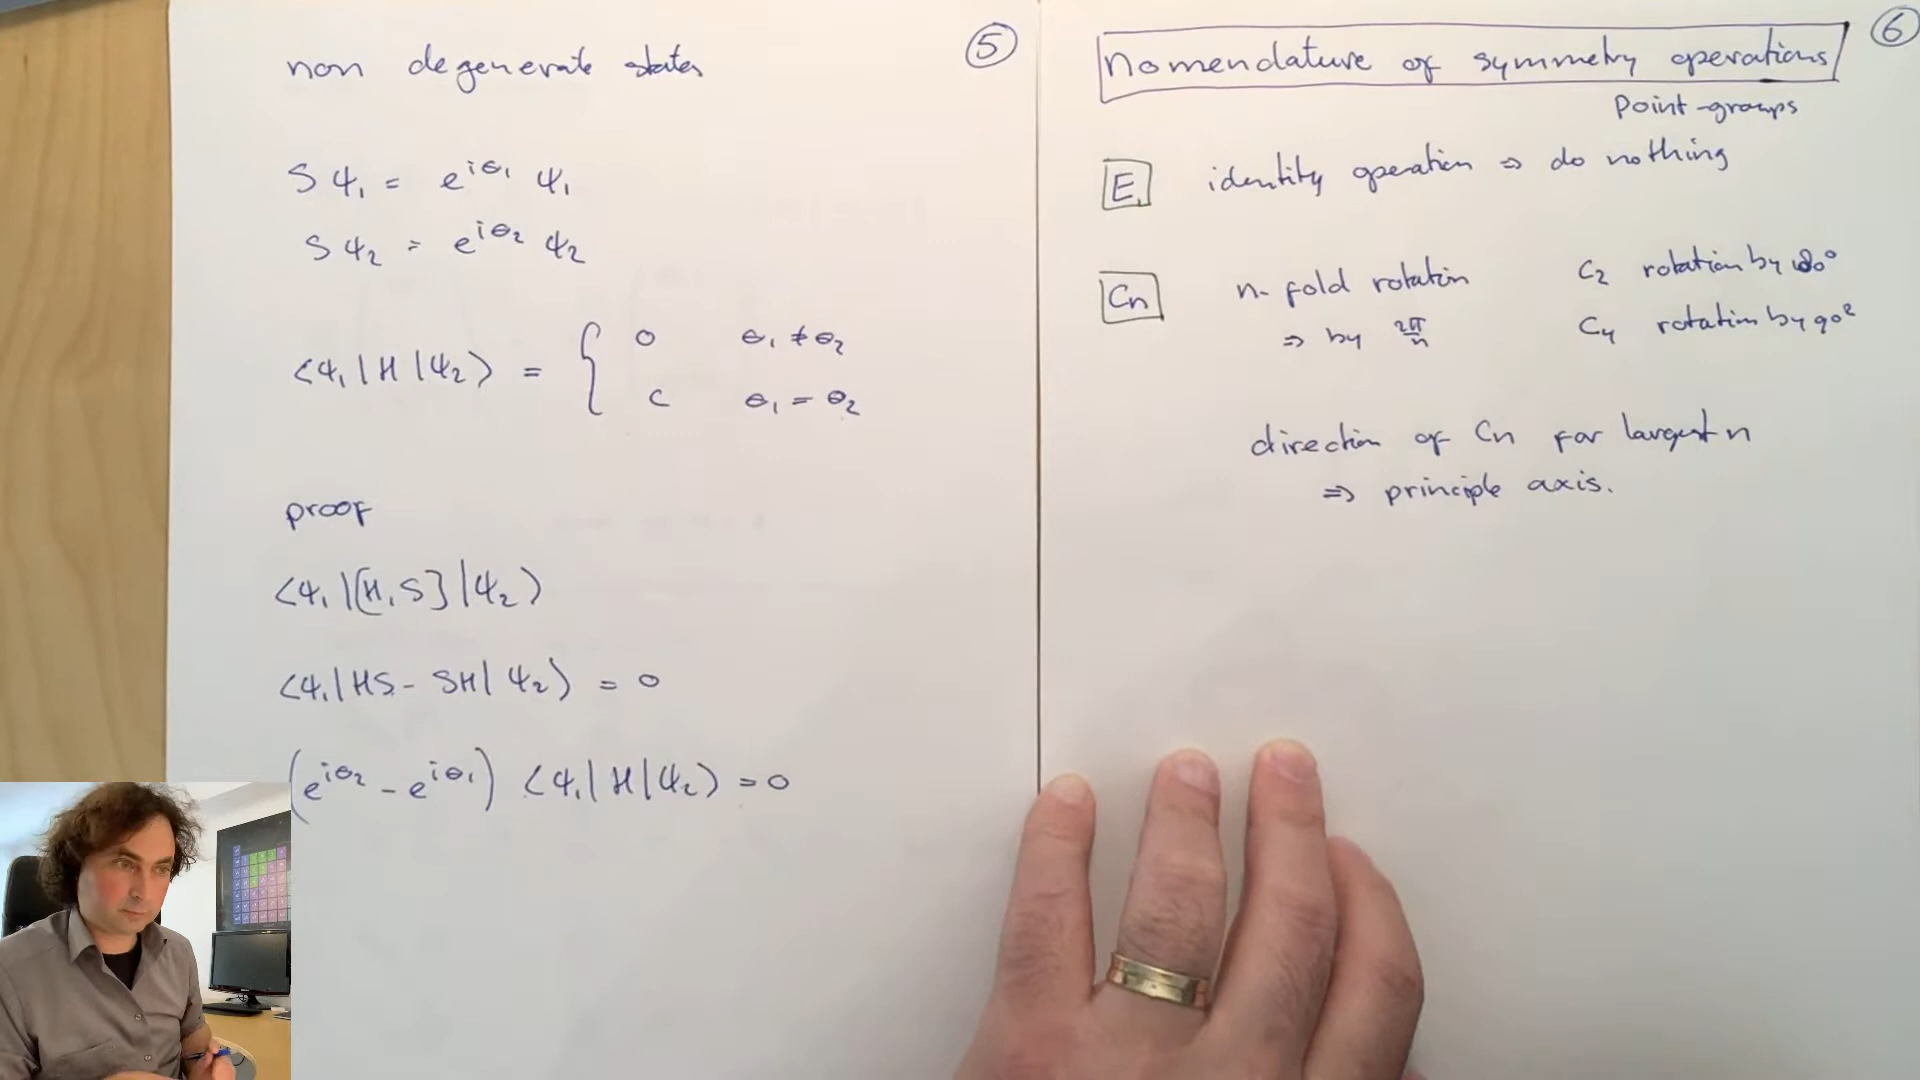 non degenerate states
5
S ψ₁ = e^{iθ₁} ψ₁
S ψ₂ = e^{iθ₂} ψ₂
<ψ₁|H|ψ₂> = { 0 θ₁ ≠ θ₂
c θ₁ = θ₂
proof
<ψ₁|[H,S]|ψ₂>
<ψ₁|HS - SH|ψ₂> = 0
(e^{iθ₂} - e^{iθ₁}) <ψ₁|H|ψ₂> = 0
6
nomenclature of symmetry operations
point-groups
E identity operation ⇒ do nothing
Cn n-fold rotation
⇒ by 2π/n
C₂ rotation by 180°
C₄ rotation by 90°
direction of Cn for largest n
⇒ principle axis.